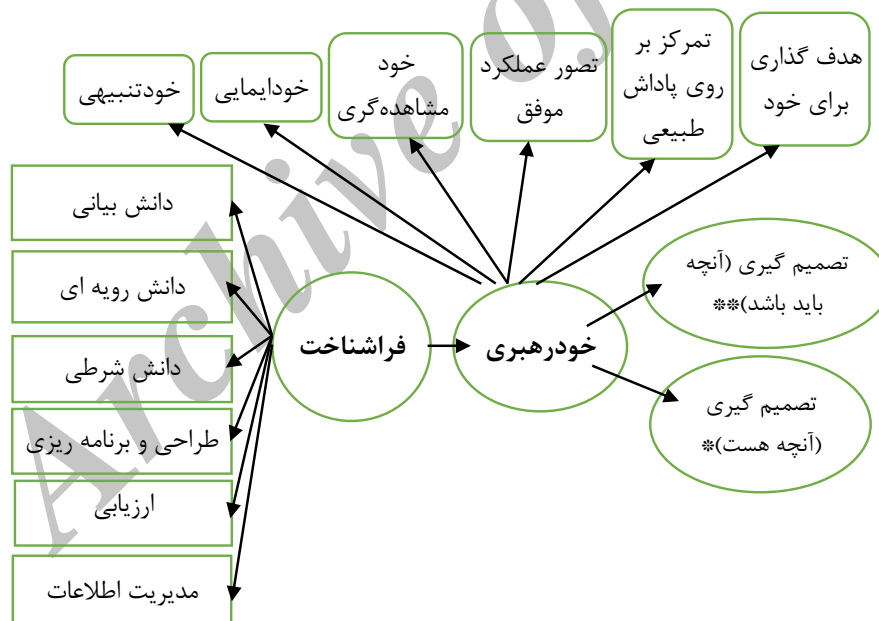 هدف گذاری
برای خود
تمرکز بر
روی پاداش
طبیعی
تصور عملکرد
موفق
خود
مشاهده‌گری
خودایمایی
خودتنبیهی
دانش بیانی
دانش رویه ای
دانش شرطی
طراحی و برنامه ریزی
ارزیابی
مدیریت اطلاعات
فراشناخت
خودرهبری
تصمیم گیری (آنچه
باید باشد)**
تصمیم گیری
(آنچه هست)*
Archive of